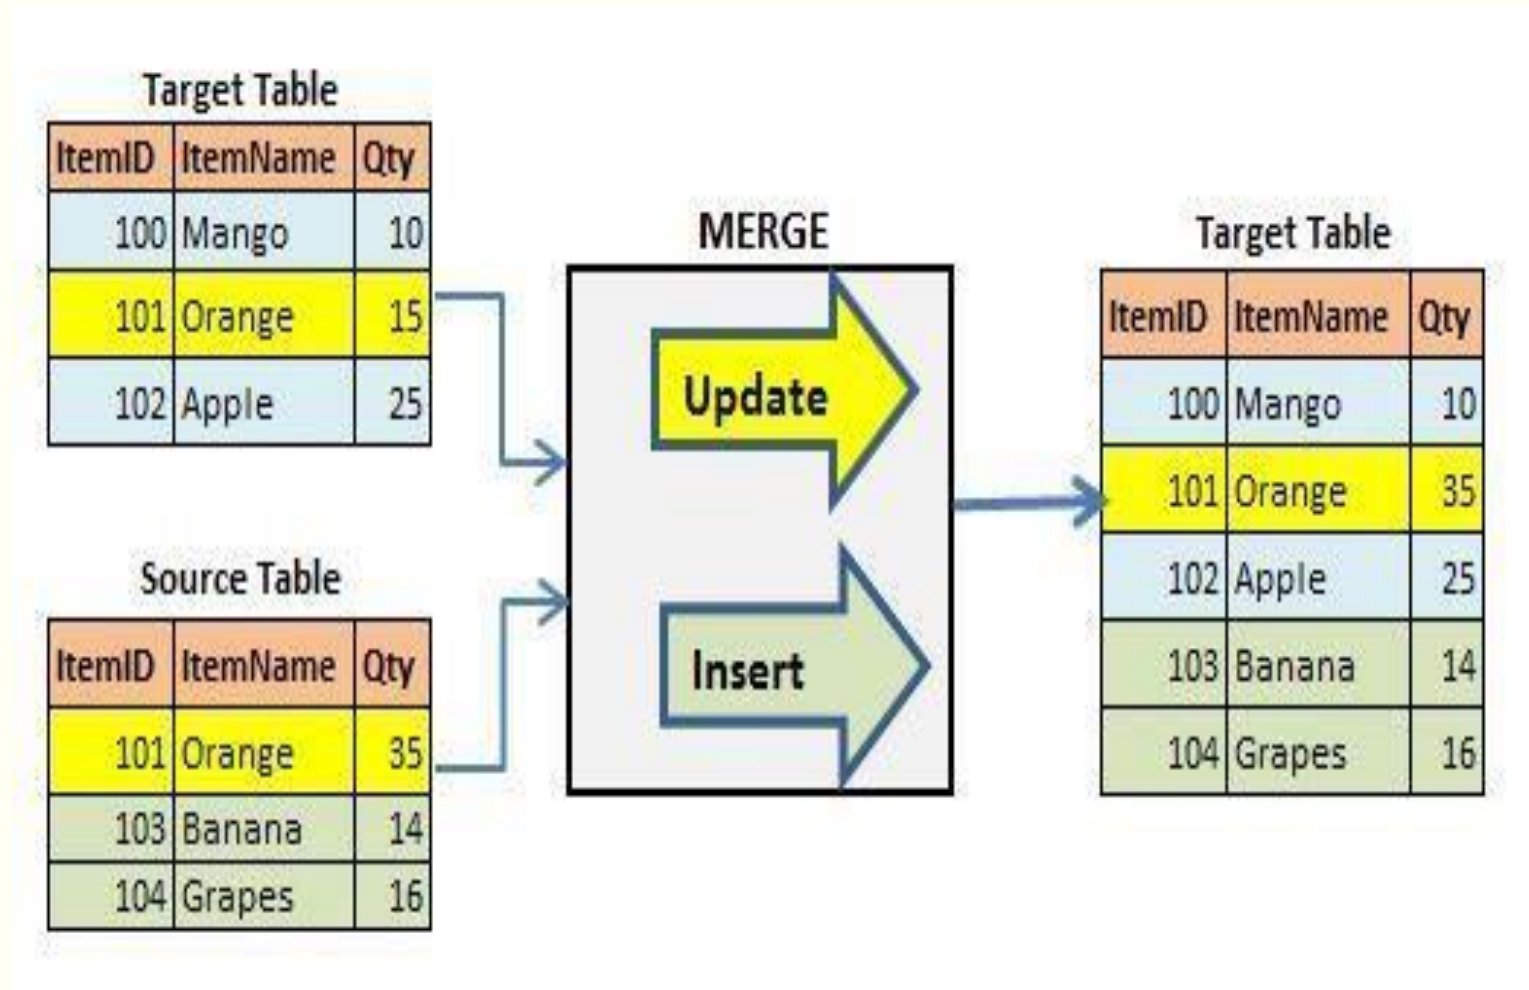 Target Table
ItemID ItemName Qty
100 Mango 10
101 Orange 15
102 Apple 25
Source Table
ItemID ItemName Qty
101 Orange 35
103 Banana 14
104 Grapes 16
MERGE
Update
Insert
Target Table
ItemID ItemName Qty
100 Mango 10
101 Orange 35
102 Apple 25
103 Banana 14
104 Grapes 16